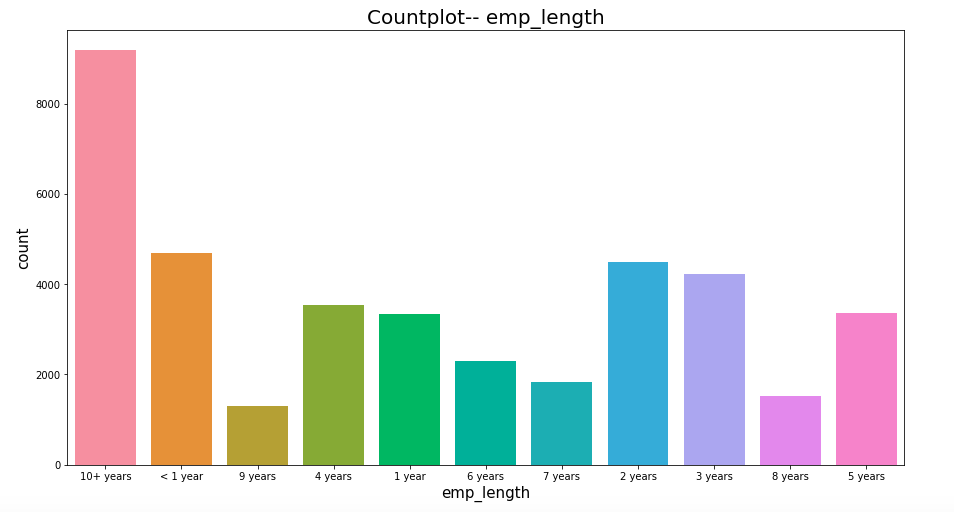 Countplot-- emp_length
count
8000
6000
4000
2000
0
10+ years < 1 year 9 years 4 years 1 year 6 years 7 years 2 years 3 years 8 years 5 years
emp_length